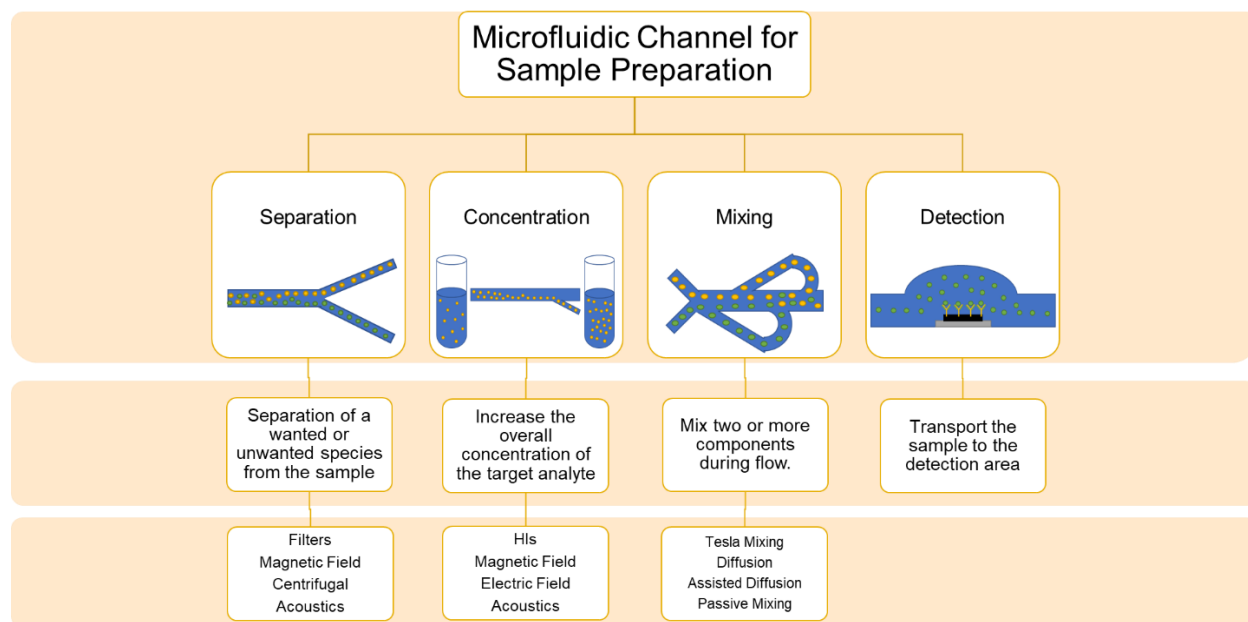 Microfluidic Channel for
Sample Preparation
Separation
Concentration
Mixing
Detection
Separation of a
wanted or
unwanted species
from the sample
Increase the
overall
concentration of
the target analyte
Mix two or more
components
during flow.
Transport the
sample to the
detection area
Filters
Magnetic Field
Centrifugal
Acoustics
HIs
Magnetic Field
Electric Field
Acoustics
Tesla Mixing
Diffusion
Assisted Diffusion
Passive Mixing